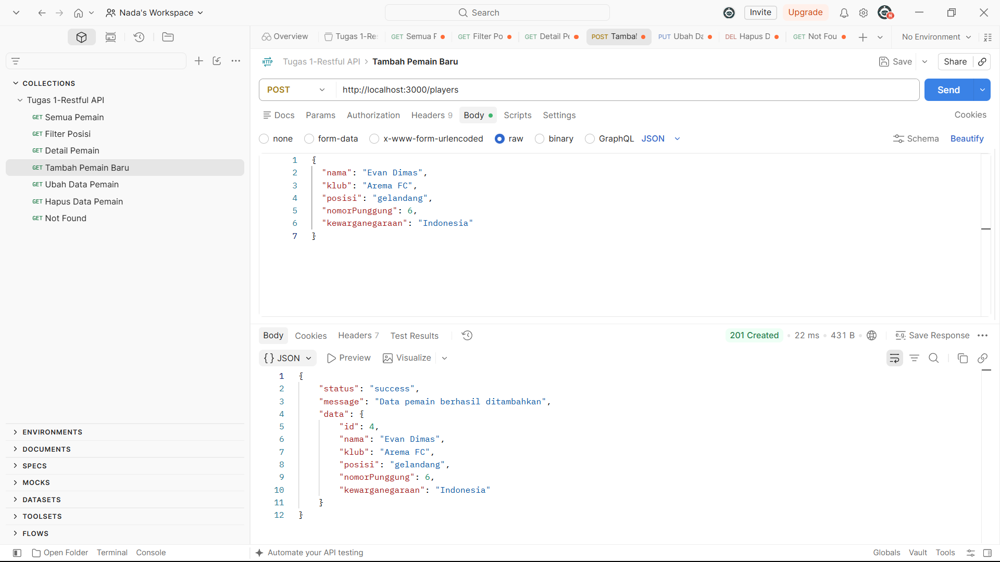 Nada's Workspace
Search
Invite
Upgrade
Overview
Tugas 1-Re
GET Semua P
GET Filter Po
GET Detail Pe
POST Tambal
PUT Ubah Da
DEL Hapus D
GET Not Fou
No Environment
HTTP Tugas 1-Restful API > Tambah Pemain Baru
Save
Share
COLLECTIONS
Tugas 1-Restful API
GET Semua Pemain
GET Filter Posisi
GET Detail Pemain
GET Tambah Pemain Baru
GET Ubah Data Pemain
GET Hapus Data Pemain
GET Not Found
ENVIRONMENTS
DOCUMENTS
SPECS
MOCKS
DATASETS
TOOLSETS
FLOWS
POST
http://localhost:3000/players
Send
Docs Params Authorization Headers 9 Body Scripts Settings
Cookies
none form-data x-www-form-urlencoded raw binary GraphQL JSON
Schema Beautify
1 {
2 "nama": "Evan Dimas",
3 "klub": "Arema FC",
4 "posisi": "gelandang",
5 "nomorPunggung": 6,
6 "kewarganegaraan": "Indonesia"
7 }
Body Cookies Headers 7 Test Results
201 Created • 22 ms • 431 B
e.g. Save Response
{} JSON Preview Visualize
1 {
2 "status": "success",
3 "message": "Data pemain berhasil ditambahkan",
4 "data": {
5 "id": 4,
6 "nama": "Evan Dimas",
7 "klub": "Arema FC",
8 "posisi": "gelandang",
9 "nomorPunggung": 6,
10 "kewarganegaraan": "Indonesia"
11 }
12 }
Open Folder Terminal Console
Automate your API testing
Globals Vault Tools